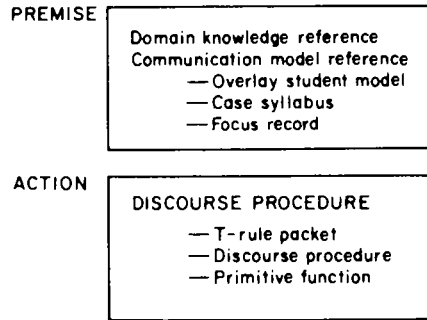 PREMISE
Domain knowledge reference
Communication model reference
— Overlay student model
— Case syllabus
— Focus record
ACTION
DISCOURSE PROCEDURE
— T-rule packet
— Discourse procedure
— Primitive function